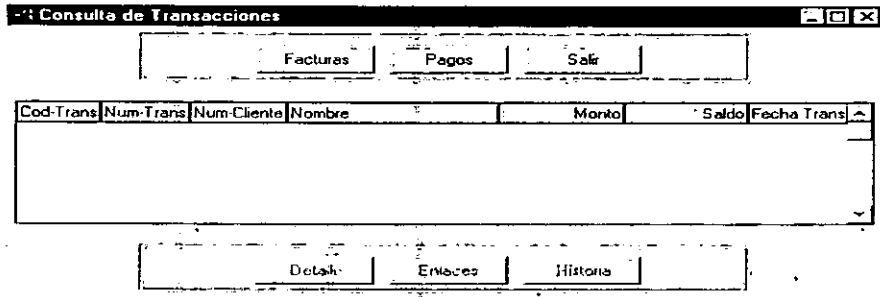 Consulta de Transacciones
Facturas Pagos Salir
Cod-Trans Num-Trans Num-Cliente Nombre Monto Saldo Fecha Trans
Detalle Enlaces Historia